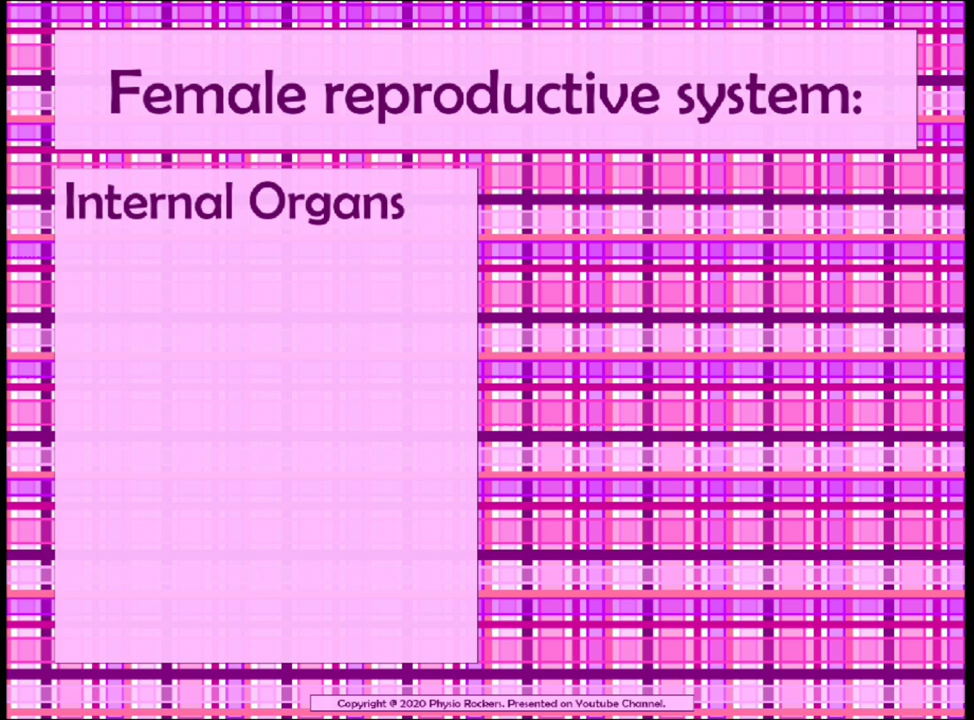 Female reproductive system:
Internal Organs
Copyright @ 2020 Physio Rockers. Presented on Youtube Channel.